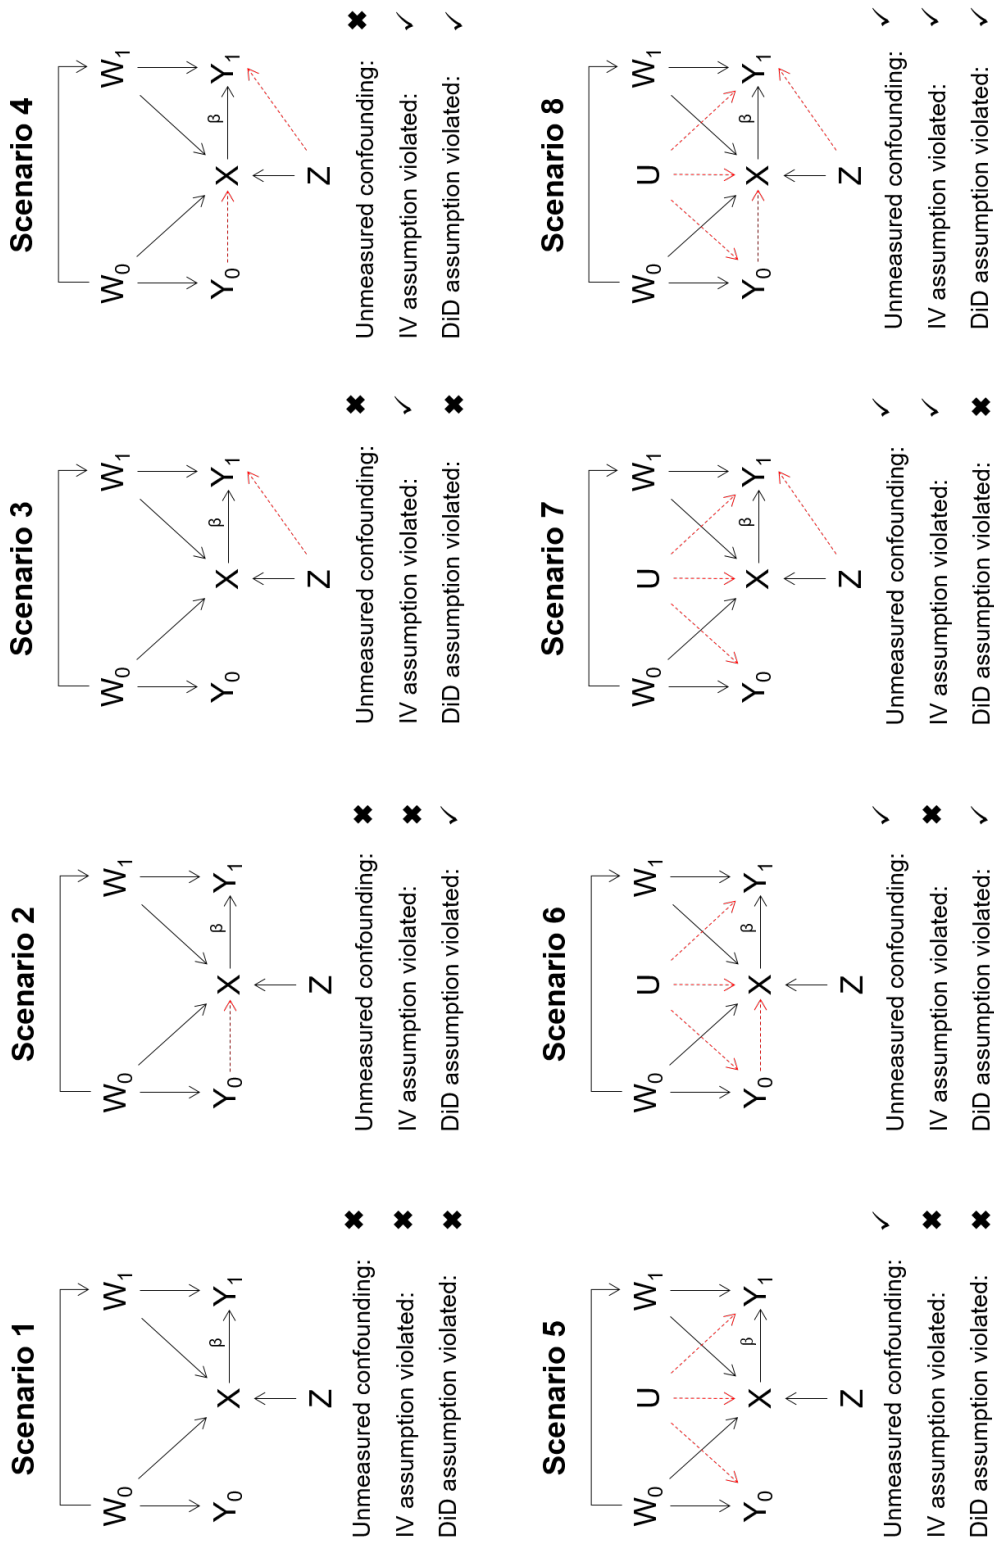 Scenario 1
W0 W1
Y0 X β Y1
Z
Unmeasured confounding: ✖
IV assumption violated: ✖
DiD assumption violated: ✖
Scenario 2
W0 W1
Y0 X β Y1
Z
Unmeasured confounding: ✖
IV assumption violated: ✖
DiD assumption violated: ✓
Scenario 3
W0 W1
Y0 X β Y1
Z
Unmeasured confounding: ✖
IV assumption violated: ✓
DiD assumption violated: ✖
Scenario 4
W0 W1
Y0 X β Y1
Z
Unmeasured confounding: ✖
IV assumption violated: ✓
DiD assumption violated: ✓
Scenario 5
W0 U W1
Y0 X β Y1
Z
Unmeasured confounding: ✓
IV assumption violated: ✖
DiD assumption violated: ✖
Scenario 6
W0 U W1
Y0 X β Y1
Z
Unmeasured confounding: ✓
IV assumption violated: ✖
DiD assumption violated: ✓
Scenario 7
W0 U W1
Y0 X β Y1
Z
Unmeasured confounding: ✓
IV assumption violated: ✓
DiD assumption violated: ✖
Scenario 8
W0 U W1
Y0 X β Y1
Z
Unmeasured confounding: ✓
IV assumption violated: ✓
DiD assumption violated: ✓